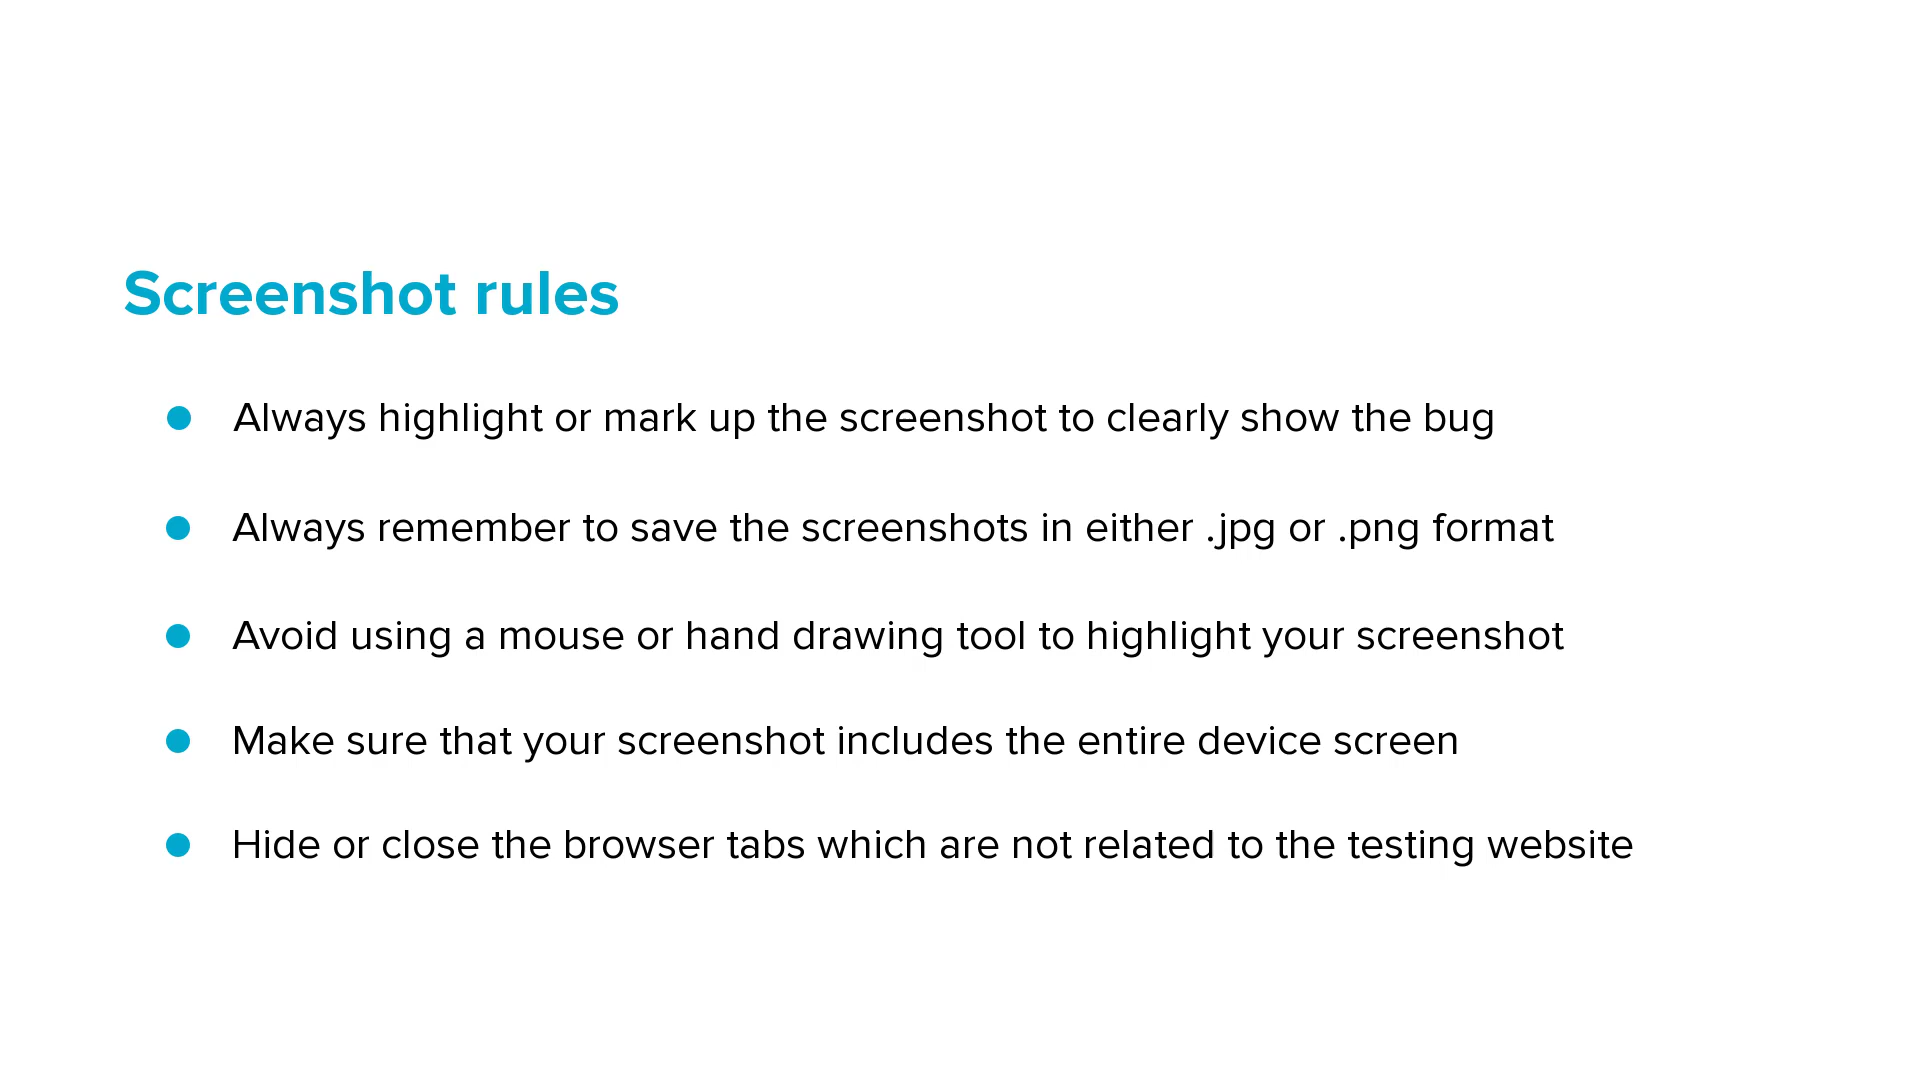 Screenshot rules
Always highlight or mark up the screenshot to clearly show the bug
Always remember to save the screenshots in either .jpg or .png format
Avoid using a mouse or hand drawing tool to highlight your screenshot
Make sure that your screenshot includes the entire device screen
Hide or close the browser tabs which are not related to the testing website